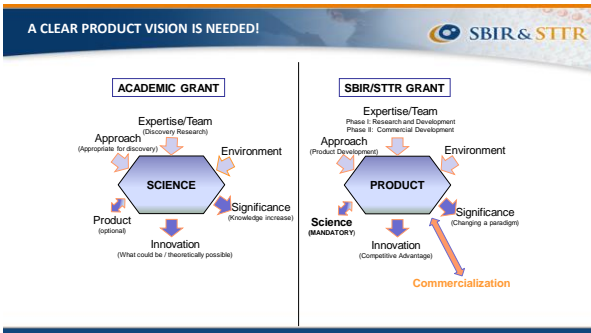 A CLEAR PRODUCT VISION IS NEEDED!
SBIR & STTR
ACADEMIC GRANT
Expertise/Team
(Discovery Research)
Approach
(Appropriate for discovery)
Environment
SCIENCE
Product
(optional)
Significance
(Knowledge increase)
Innovation
(What could be / theoretically possible)
SBIR/STTR GRANT
Expertise/Team
Phase I: Research and Development
Phase II: Commercial Development
Approach
(Product Development)
Environment
PRODUCT
Science
(MANDATORY)
Significance
(Changing a paradigm)
Innovation
(Competitive Advantage)
Commercialization